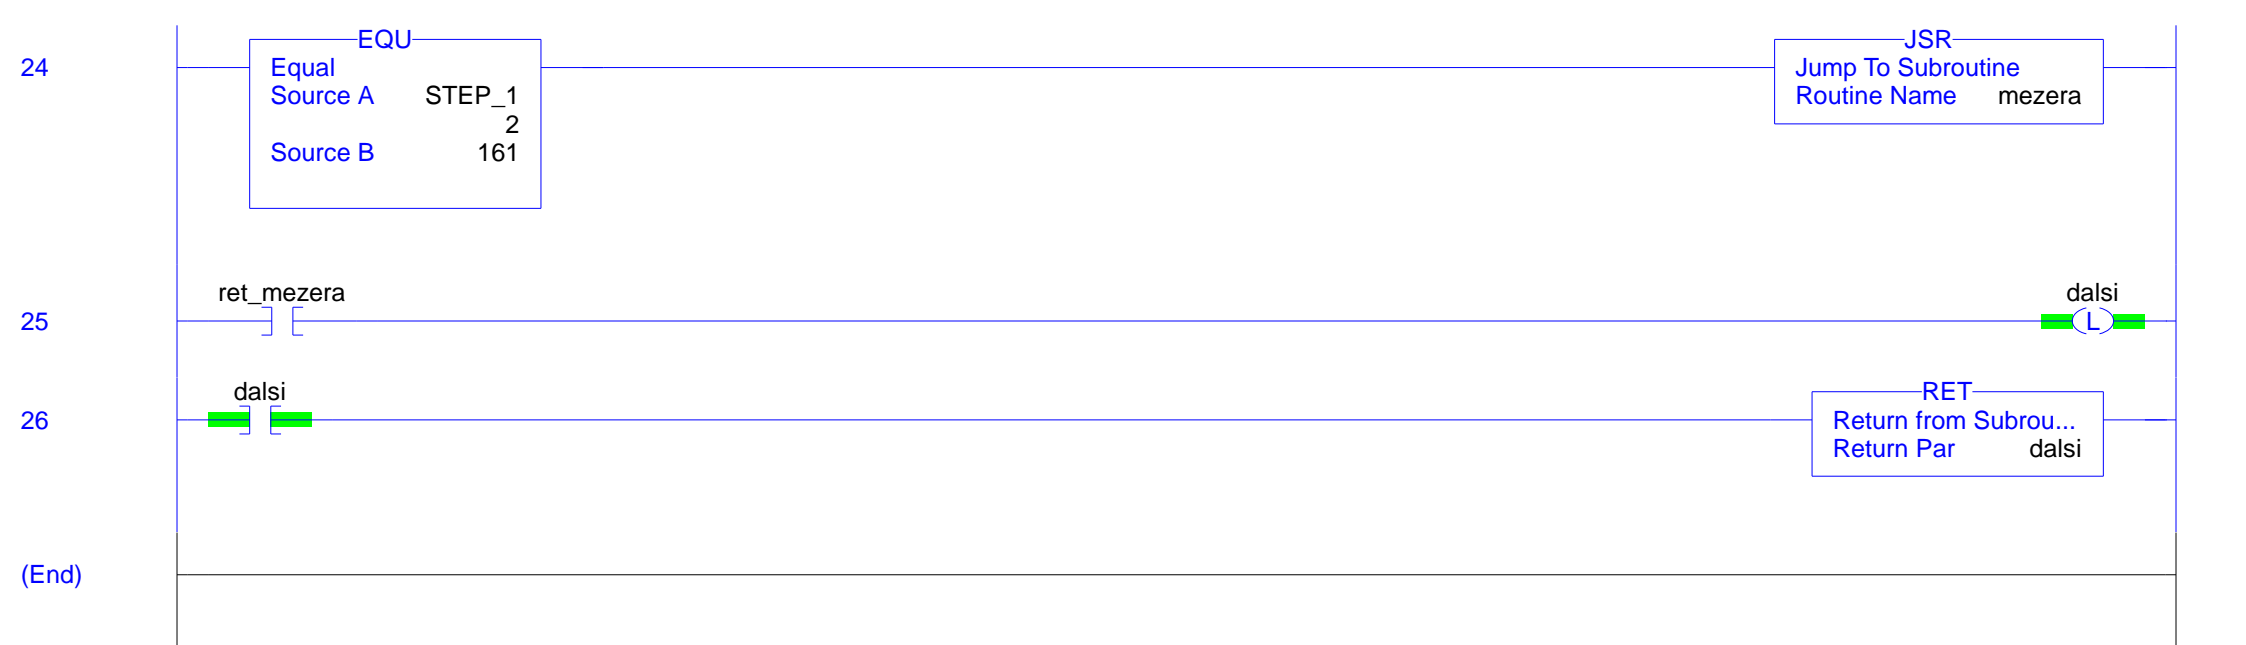 EQU
JSR
24
Equal
Jump To Subroutine
Source A STEP_1
Routine Name mezera
2
Source B 161
ret_mezera
dalsi
25
L
dalsi
RET
26
Return from Subrou...
Return Par dalsi
(End)